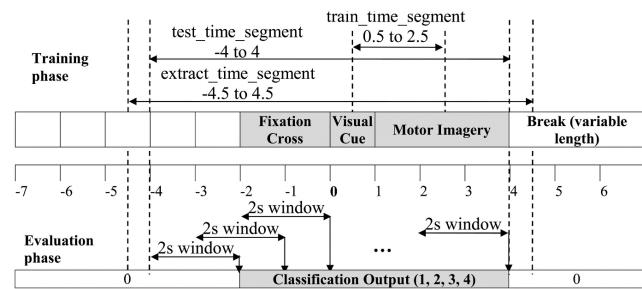 train_time_segment
0.5 to 2.5
test_time_segment
-4 to 4
Training
phase
extract_time_segment
-4.5 to 4.5
Fixation
Cross
Visual
Cue
Motor Imagery
Break (variable
length)
-7 -6 -5 -4 -3 -2 -1 0 1 2 3 4 5 6
2s window
2s window
2s window
2s window
...
Evaluation
phase
0
Classification Output (1, 2, 3, 4)
0